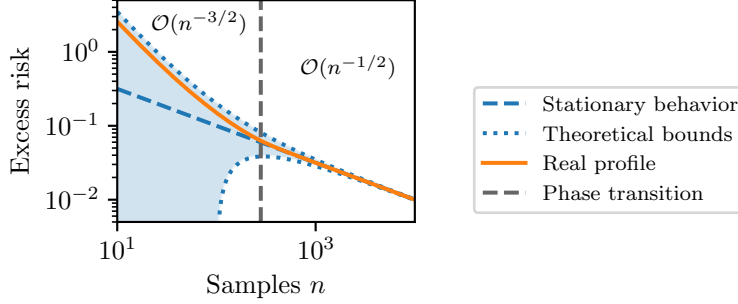 𝒪(n^{-3/2})
𝒪(n^{-1/2})
Excess risk
10^0
10^{-1}
10^{-2}
10^1
10^3
Samples n
Stationary behavior
Theoretical bounds
Real profile
Phase transition